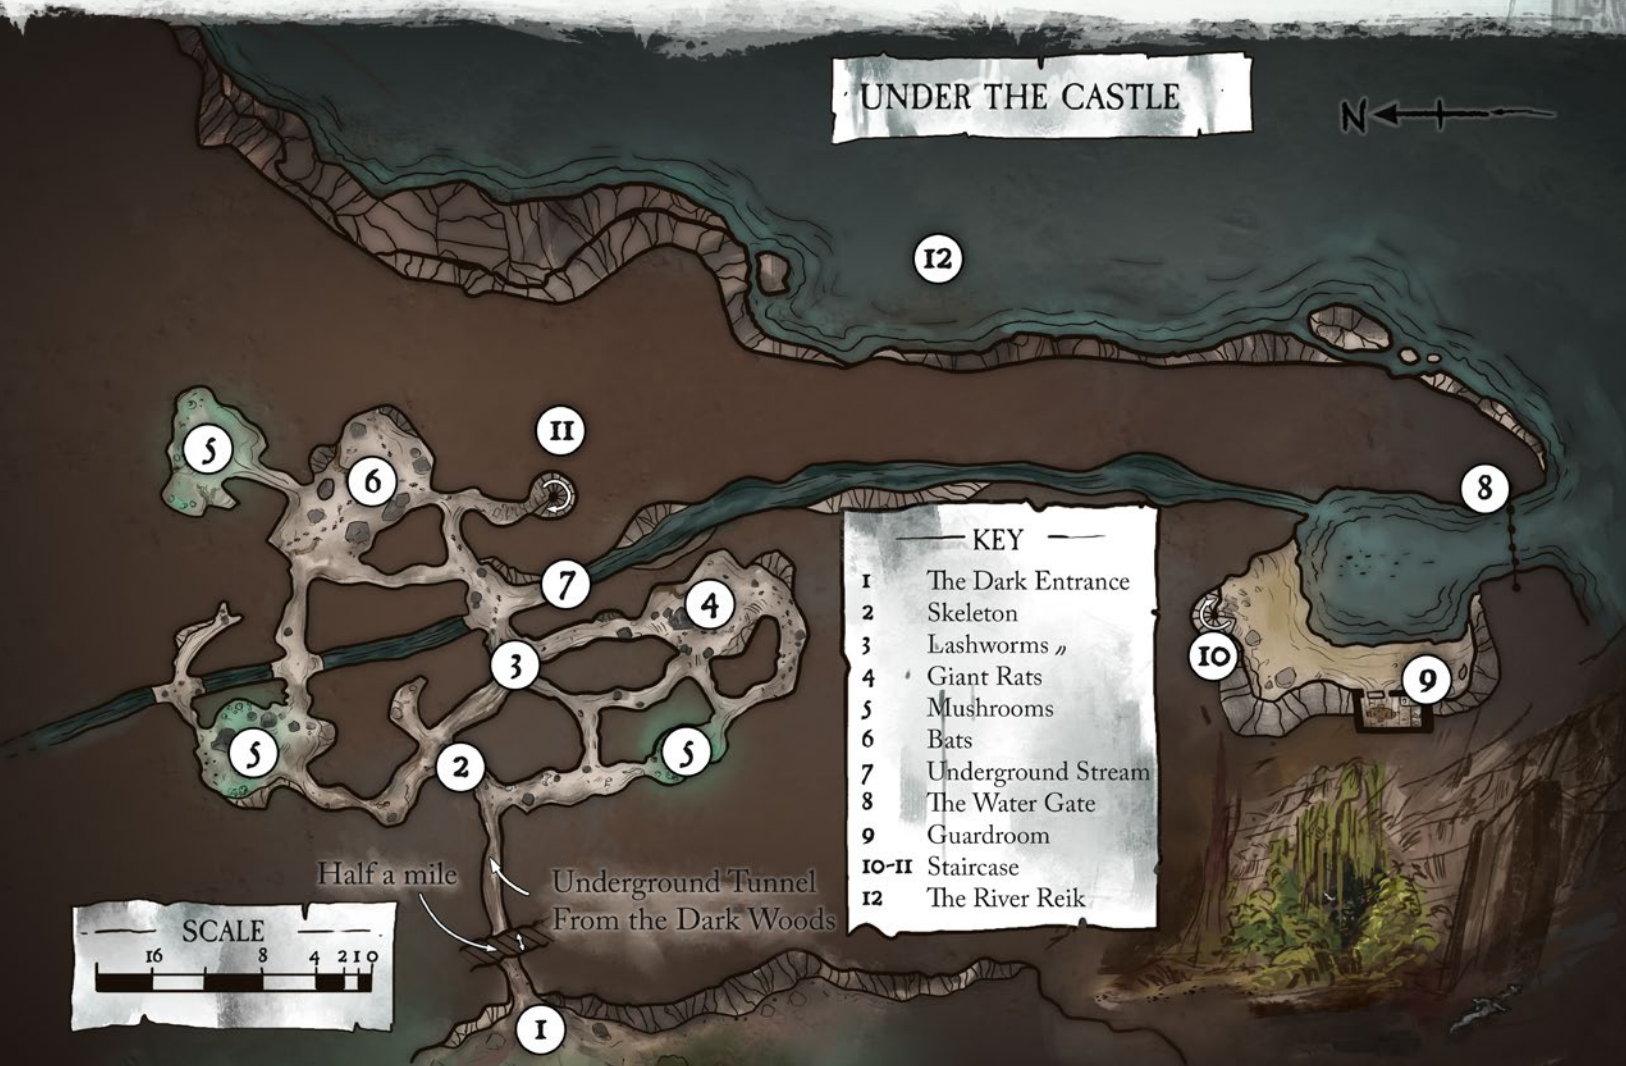 UNDER THE CASTLE
N
12
11
5
6
8
7
4
3
10
9
5
2
5
KEY
1 The Dark Entrance
2 Skeleton
3 Lashworms „
4 Giant Rats
5 Mushrooms
6 Bats
7 Underground Stream
8 The Water Gate
9 Guardroom
10-11 Staircase
12 The River Reik
Half a mile
Underground Tunnel
From the Dark Woods
SCALE
16 8 4 2 1 0
1